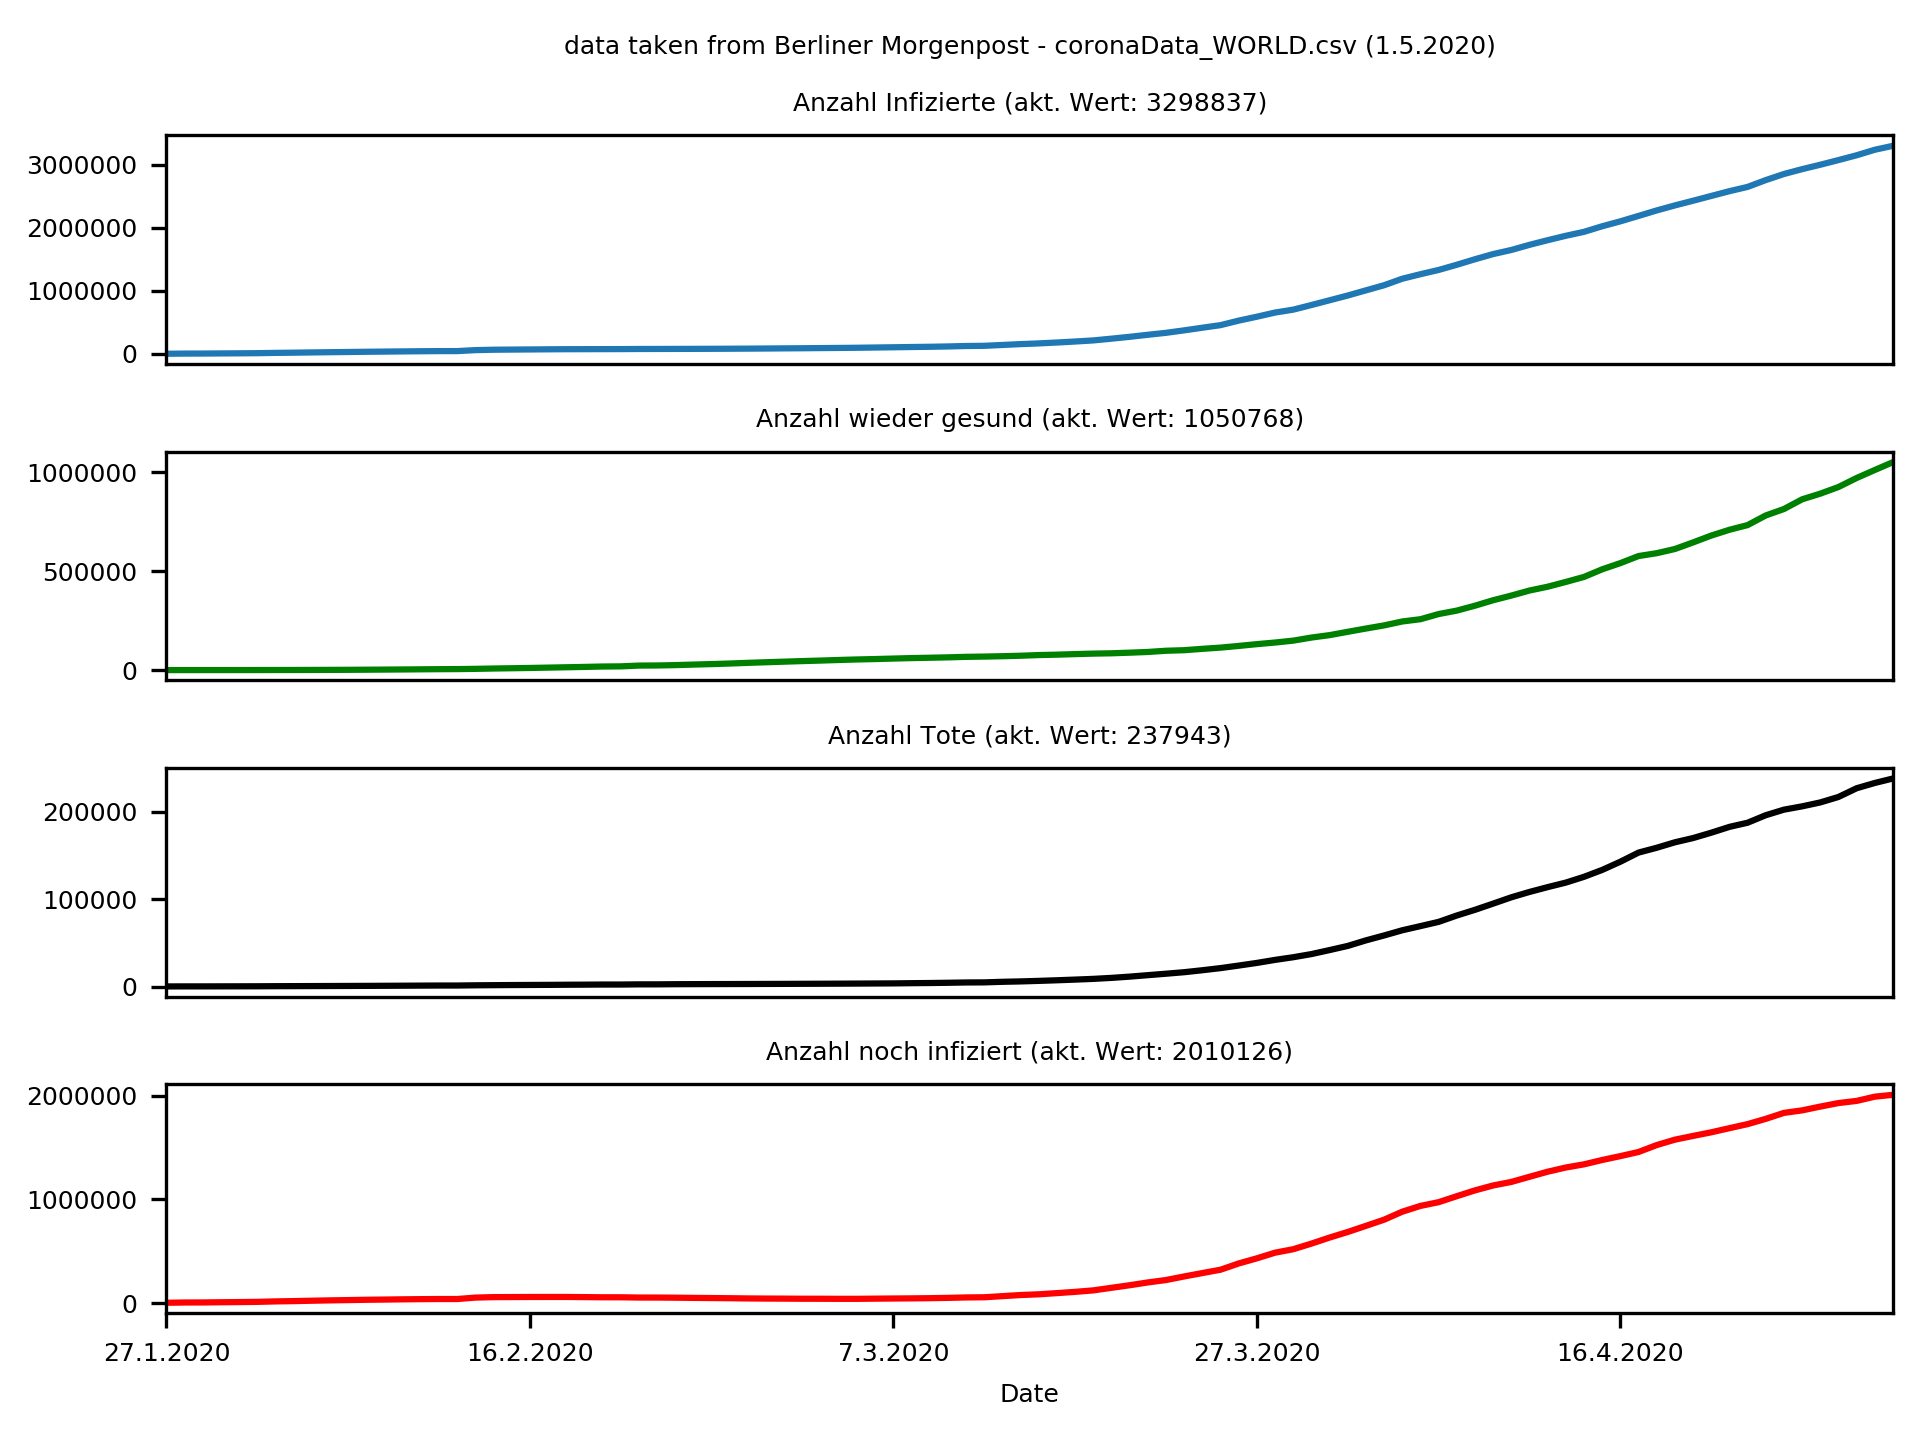 data taken from Berliner Morgenpost - coronaData_WORLD.csv (1.5.2020)
Anzahl Infizierte (akt. Wert: 3298837)
3000000
2000000
1000000
0
Anzahl wieder gesund (akt. Wert: 1050768)
1000000
500000
0
Anzahl Tote (akt. Wert: 237943)
200000
100000
0
Anzahl noch infiziert (akt. Wert: 2010126)
2000000
1000000
0
27.1.2020 16.2.2020 7.3.2020 27.3.2020 16.4.2020
Date